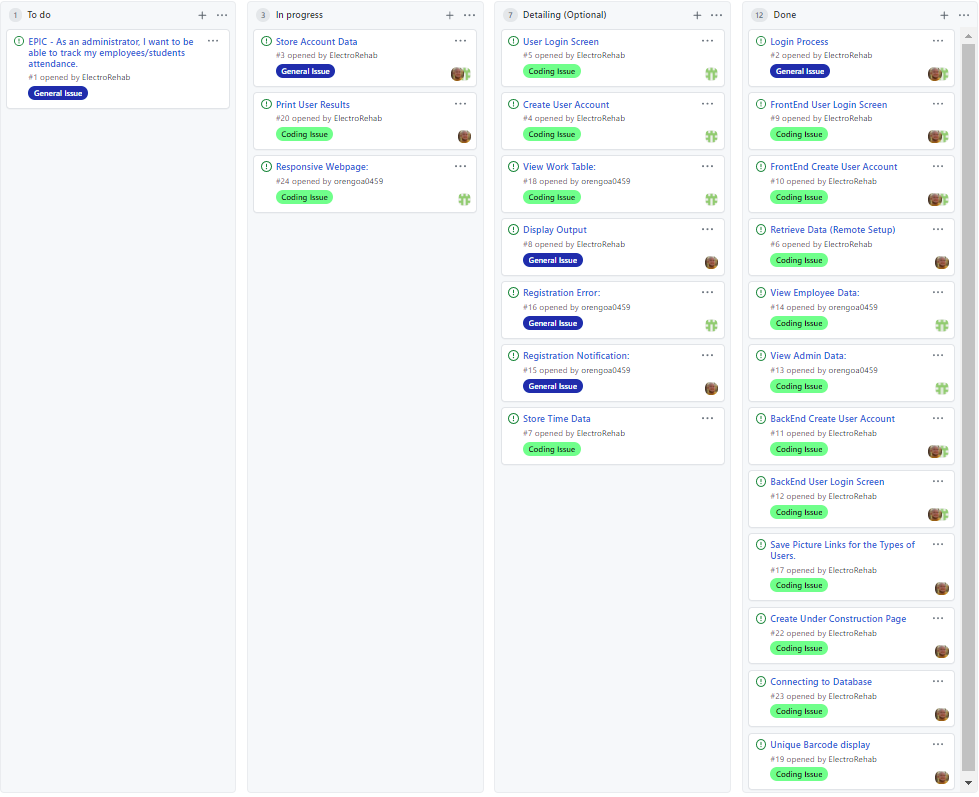 1 To do
EPIC - As an administrator, I want to be
able to track my employees/students
attendance.
#1 opened by ElectroRehab
General Issue
3 In progress
Store Account Data
#3 opened by ElectroRehab
General Issue
Print User Results
#20 opened by ElectroRehab
Coding Issue
Responsive Webpage:
#24 opened by orengoa0459
Coding Issue
7 Detailing (Optional)
User Login Screen
#5 opened by ElectroRehab
Coding Issue
Create User Account
#4 opened by ElectroRehab
Coding Issue
View Work Table:
#18 opened by orengoa0459
Coding Issue
Display Output
#8 opened by ElectroRehab
General Issue
Registration Error:
#16 opened by orengoa0459
General Issue
Registration Notification:
#15 opened by orengoa0459
General Issue
Store Time Data
#7 opened by ElectroRehab
Coding Issue
12 Done
Login Process
#2 opened by ElectroRehab
General Issue
FrontEnd User Login Screen
#9 opened by ElectroRehab
Coding Issue
FrontEnd Create User Account
#10 opened by ElectroRehab
Coding Issue
Retrieve Data (Remote Setup)
#6 opened by ElectroRehab
Coding Issue
View Employee Data:
#14 opened by orengoa0459
Coding Issue
View Admin Data:
#13 opened by orengoa0459
Coding Issue
BackEnd Create User Account
#11 opened by ElectroRehab
Coding Issue
BackEnd User Login Screen
#12 opened by ElectroRehab
Coding Issue
Save Picture Links for the Types of
Users.
#17 opened by ElectroRehab
Coding Issue
Create Under Construction Page
#22 opened by ElectroRehab
Coding Issue
Connecting to Database
#23 opened by ElectroRehab
Coding Issue
Unique Barcode display
#19 opened by ElectroRehab
Coding Issue